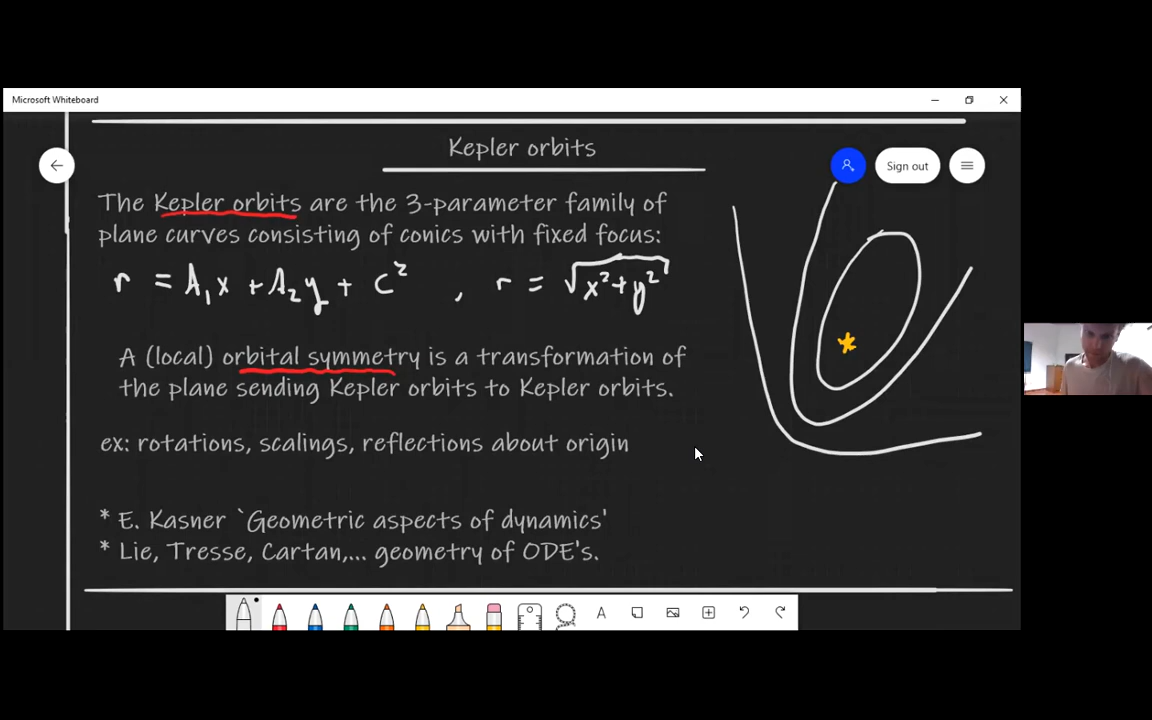 Microsoft Whiteboard
Kepler orbits
Sign out
The Kepler orbits are the 3-parameter family of
plane curves consisting of conics with fixed focus:
r = A₁x + A₂y + c² , r = √x²+y²
A (local) orbital symmetry is a transformation of
the plane sending Kepler orbits to Kepler orbits.
ex: rotations, scalings, reflections about origin
* E. Kasner `Geometric aspects of dynamics'
* Lie, Tresse, Cartan,... geometry of ODE's.
A